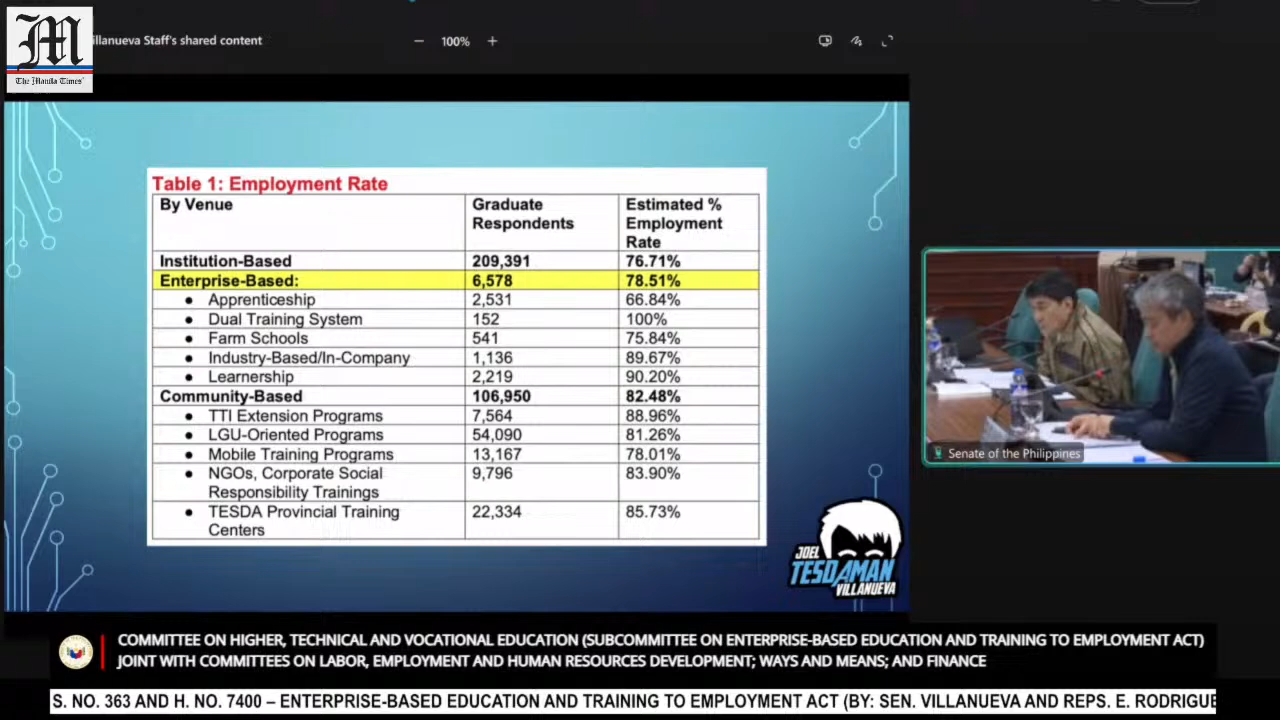 M
The Manila Times
illanueva Staff's shared content
− 100% +
Table 1: Employment Rate
By Venue Graduate Respondents Estimated % Employment Rate
Institution-Based 209,391 76.71%
Enterprise-Based: 6,578 78.51%
● Apprenticeship 2,531 66.84%
● Dual Training System 152 100%
● Farm Schools 541 75.84%
● Industry-Based/In-Company 1,136 89.67%
● Learnership 2,219 90.20%
Community-Based 106,950 82.48%
● TTI Extension Programs 7,564 88.96%
● LGU-Oriented Programs 54,090 81.26%
● Mobile Training Programs 13,167 78.01%
● NGOs, Corporate Social 9,796 83.90%
Responsibility Trainings
● TESDA Provincial Training 22,334 85.73%
Centers
JOEL
TESDAMAN
VILLANUEVA
Senate of the Philippines
COMMITTEE ON HIGHER, TECHNICAL AND VOCATIONAL EDUCATION (SUBCOMMITTEE ON ENTERPRISE-BASED EDUCATION AND TRAINING TO EMPLOYMENT ACT)
JOINT WITH COMMITTEES ON LABOR, EMPLOYMENT AND HUMAN RESOURCES DEVELOPMENT; WAYS AND MEANS; AND FINANCE
S. NO. 363 AND H. NO. 7400 – ENTERPRISE-BASED EDUCATION AND TRAINING TO EMPLOYMENT ACT (BY: SEN. VILLANUEVA AND REPS. E. RODRIGUE